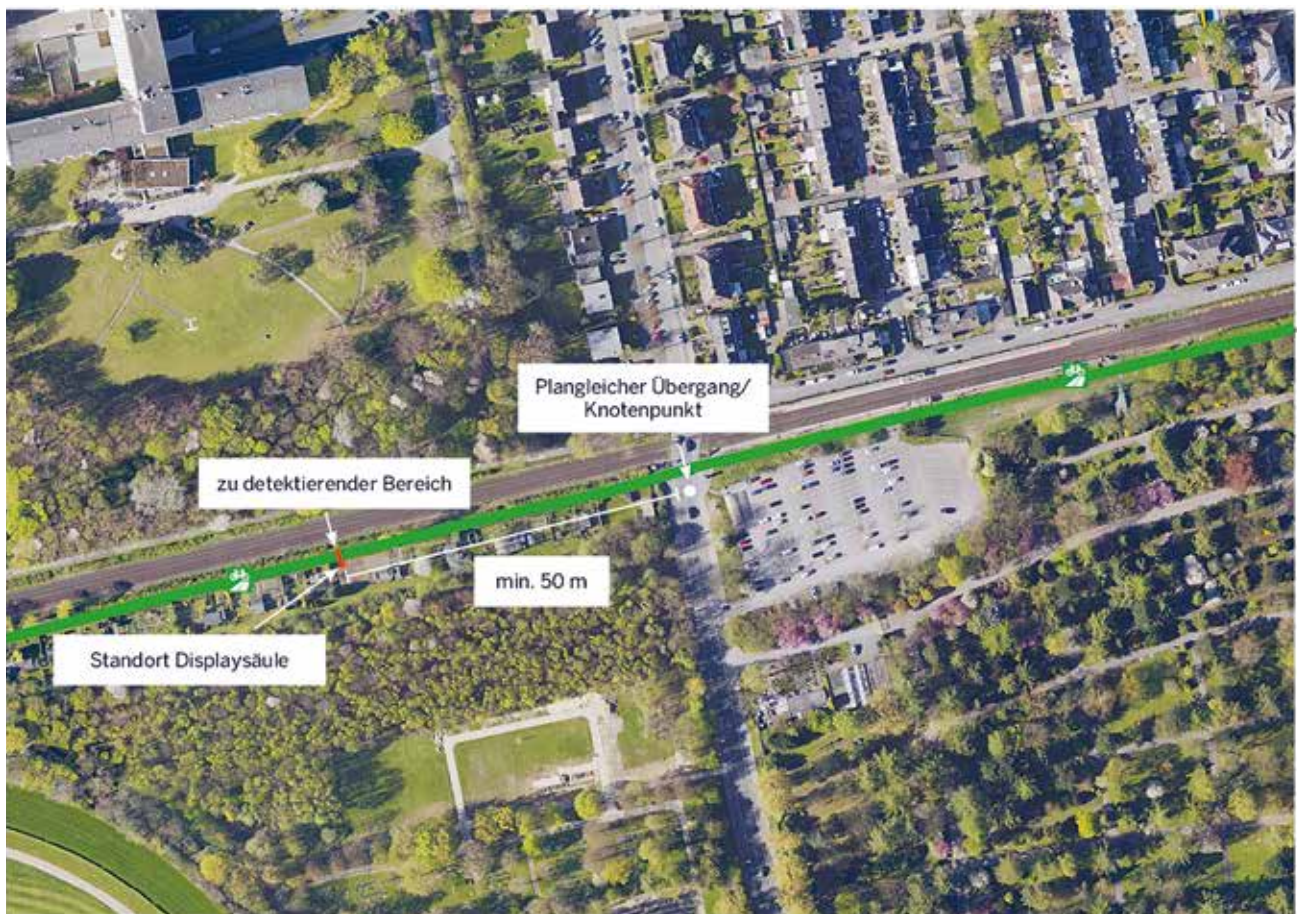 Plangleicher Übergang/
Knotenpunkt
zu detektierender Bereich
min. 50 m
Standort Displaysäule